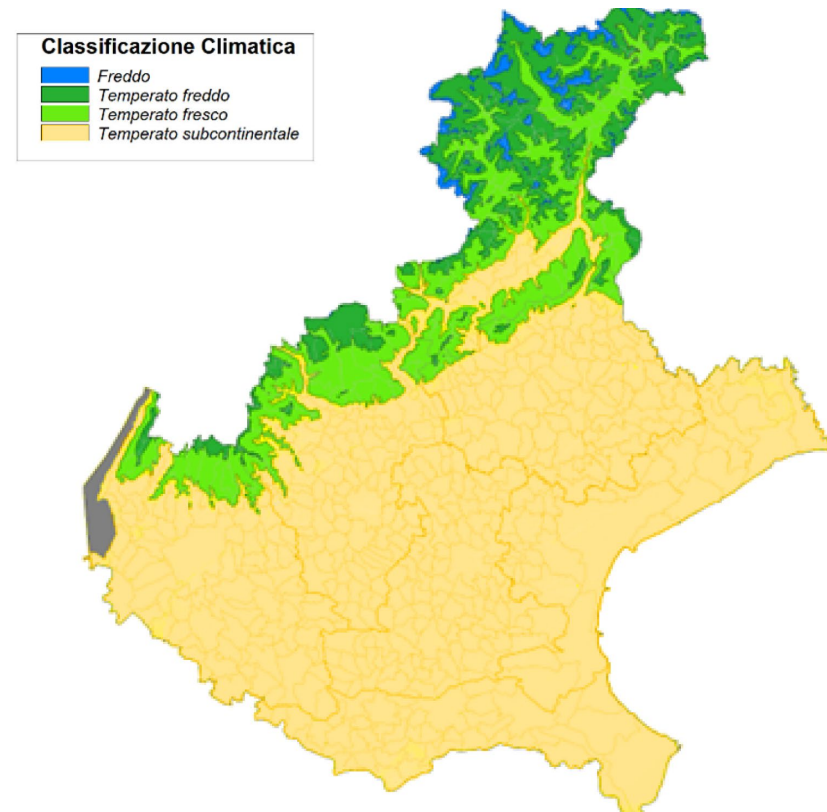 Classificazione Climatica
Freddo
Temperato freddo
Temperato fresco
Temperato subcontinentale